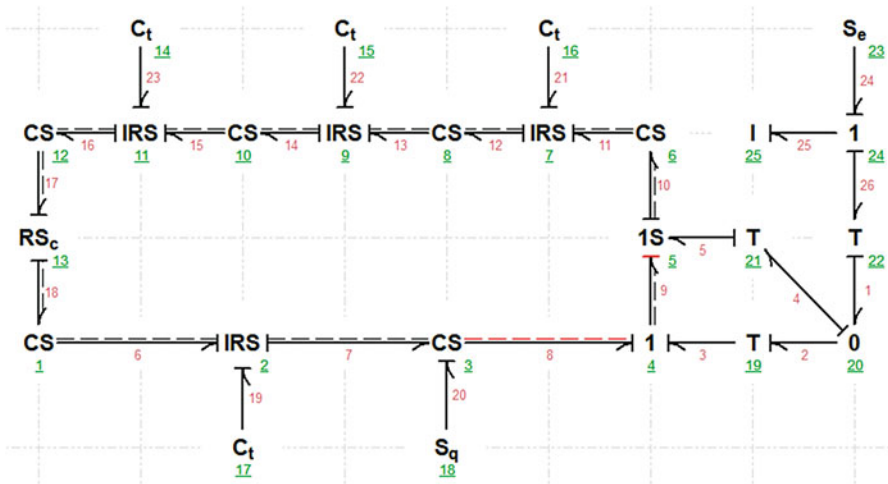 Ct Ct Ct Se
14 15 16 23
23 22 21 24
CS IRS CS IRS CS IRS CS I 1
16 15 14 13 12 11 25
12 11 10 9 8 7 6 25 24
17 10 26
RSc 1S T T
5
13 5 21 22
18 9 4 1
CS IRS CS 1 T 0
6 7 8 3 2
1 2 3 4 19 20
19 20
Ct Sq
17 18